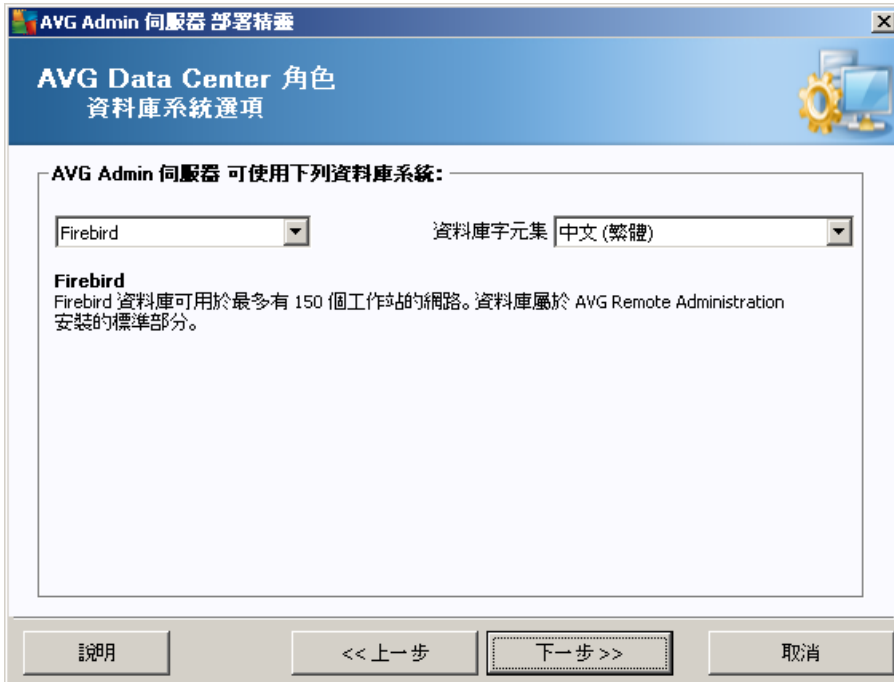 AVG Admin 伺服器 部署精靈
AVG Data Center 角色
資料庫系統選項
AVG Admin 伺服器 可使用下列資料庫系統:
Firebird
資料庫字元集 中文 (繁體)
Firebird
Firebird 資料庫可用於最多有 150 個工作站的網路。資料庫屬於 AVG Remote Administration
安裝的標準部分。
說明
<< 上一步
下一步 >>
取消